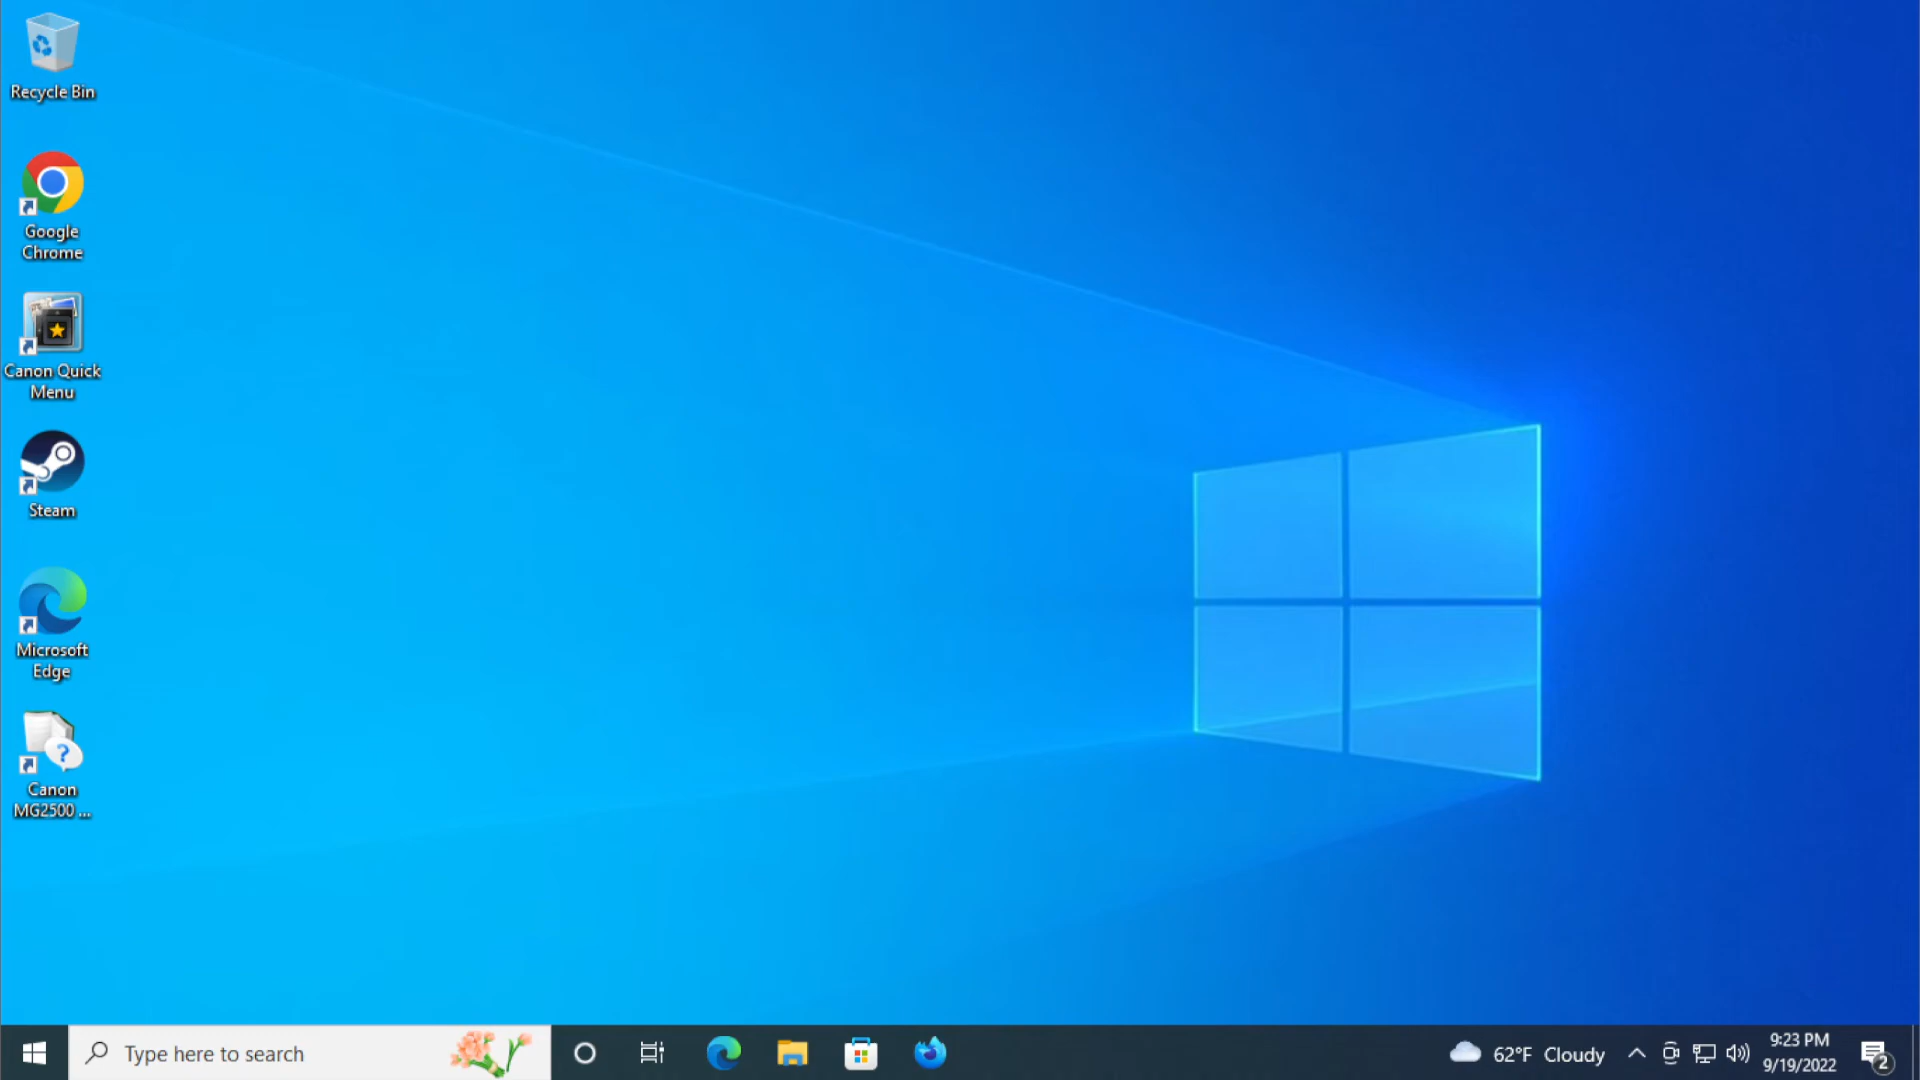 Recycle Bin
Google
Chrome
Canon Quick
Menu
Steam
Microsoft
Edge
Canon
MG2500 ...
Type here to search
62°F Cloudy
9:23 PM
9/19/2022
2